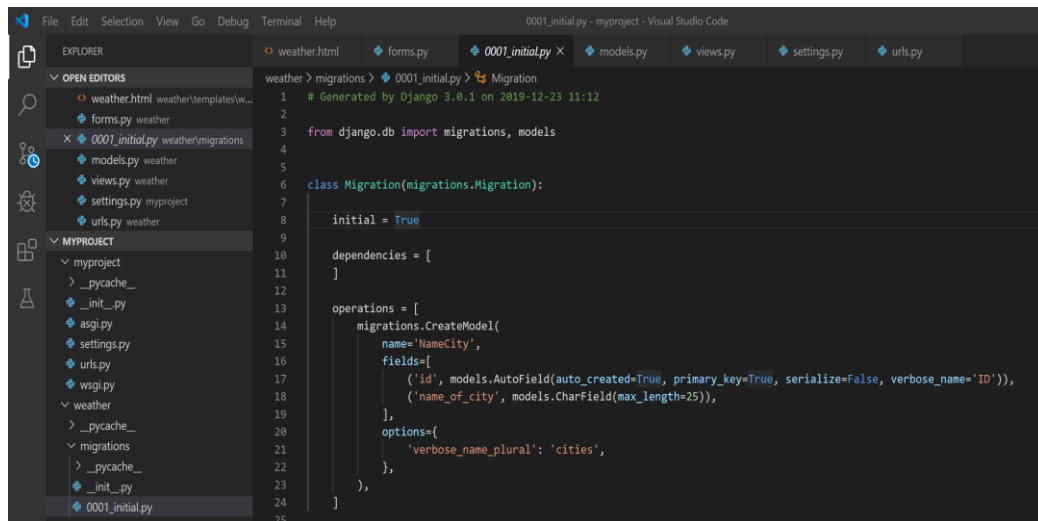 File Edit Selection View Go Debug Terminal Help 0001_initial.py - myproject - Visual Studio Code
EXPLORER
OPEN EDITORS
weather.html weather\templates\w...
forms.py weather
0001_initial.py weather\migrations
models.py weather
views.py weather
settings.py myproject
urls.py weather
MYPROJECT
myproject
__pycache__
__init__.py
asgi.py
settings.py
urls.py
wsgi.py
weather
__pycache__
migrations
__pycache__
__init__.py
0001_initial.py
weather.html forms.py 0001_initial.py models.py views.py settings.py urls.py
weather > migrations > 0001_initial.py > Migration
1 # Generated by Django 3.0.1 on 2019-12-23 11:12
2
3 from django.db import migrations, models
4
5
6 class Migration(migrations.Migration):
7
8 initial = True
9
10 dependencies = [
11 ]
12
13 operations = [
14 migrations.CreateModel(
15 name='NameCity',
16 fields=[
17 ('id', models.AutoField(auto_created=True, primary_key=True, serialize=False, verbose_name='ID')),
18 ('name_of_city', models.CharField(max_length=25)),
19 ],
20 options={
21 'verbose_name_plural': 'cities',
22 },
23 ),
24 ]
25